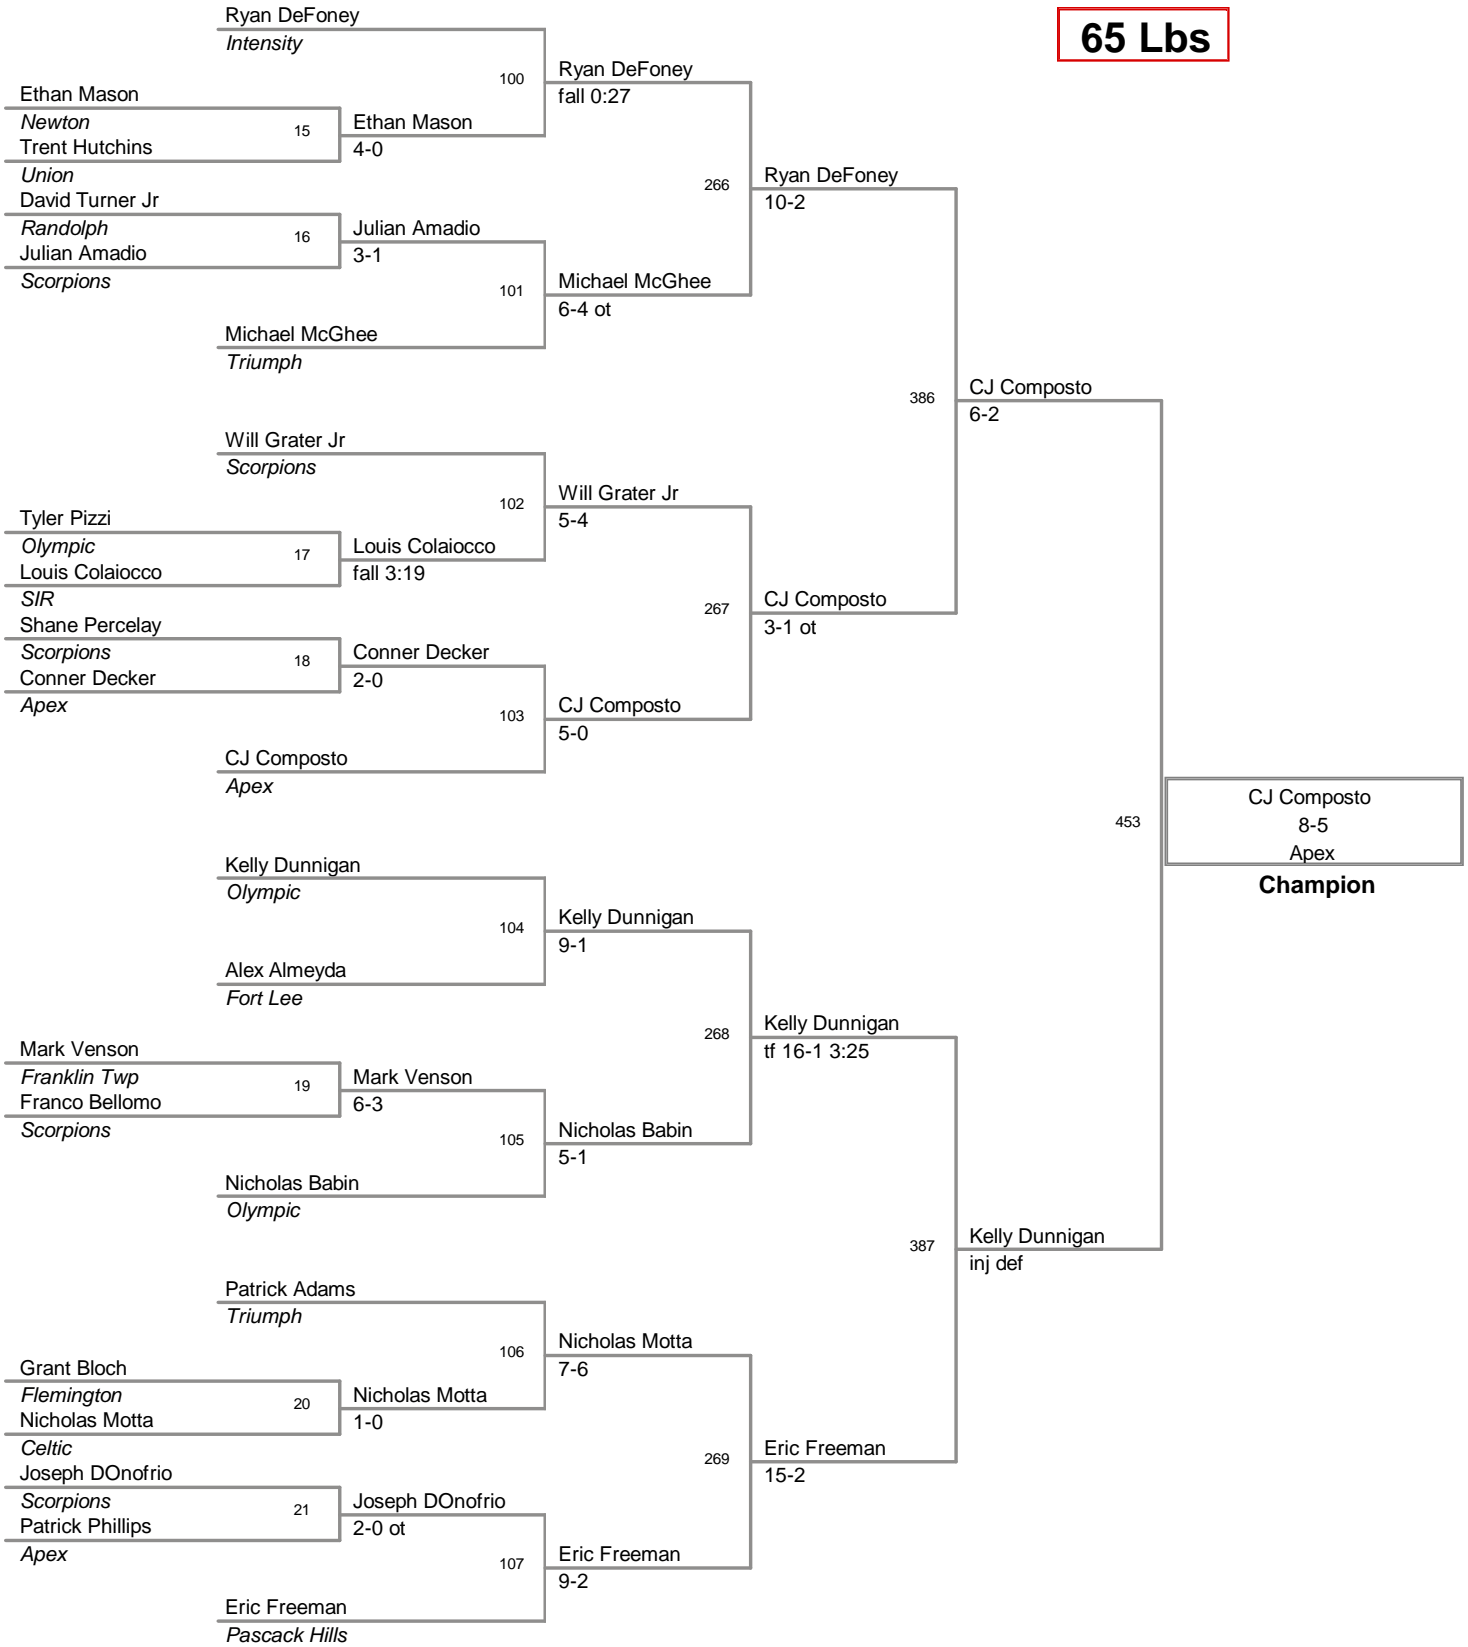 Ryan DeFoney
Intensity
65 Lbs
100
Ryan DeFoney
fall 0:27
Ethan Mason
Newton
15
Ethan Mason
4-0
Trent Hutchins
Union
266
Ryan DeFoney
10-2
David Turner Jr
Randolph
16
Julian Amadio
3-1
Julian Amadio
Scorpions
101
Michael McGhee
6-4 ot
Michael McGhee
Triumph
386
CJ Composto
6-2
Will Grater Jr
Scorpions
102
Will Grater Jr
5-4
Tyler Pizzi
Olympic
17
Louis Colaiocco
fall 3:19
Louis Colaiocco
SIR
267
CJ Composto
3-1 ot
Shane Percelay
Scorpions
18
Conner Decker
2-0
Conner Decker
Apex
103
CJ Composto
5-0
CJ Composto
Apex
453
CJ Composto
8-5
Apex
Champion
Kelly Dunnigan
Olympic
104
Kelly Dunnigan
9-1
Alex Almeyda
Fort Lee
268
Kelly Dunnigan
tf 16-1 3:25
Mark Venson
Franklin Twp
19
Mark Venson
6-3
Franco Bellomo
Scorpions
105
Nicholas Babin
5-1
Nicholas Babin
Olympic
387
Kelly Dunnigan
inj def
Patrick Adams
Triumph
106
Nicholas Motta
7-6
Grant Bloch
Flemington
20
Nicholas Motta
1-0
Nicholas Motta
Celtic
269
Eric Freeman
15-2
Joseph DOnofrio
Scorpions
21
Joseph DOnofrio
2-0 ot
Patrick Phillips
Apex
107
Eric Freeman
9-2
Eric Freeman
Pascack Hills